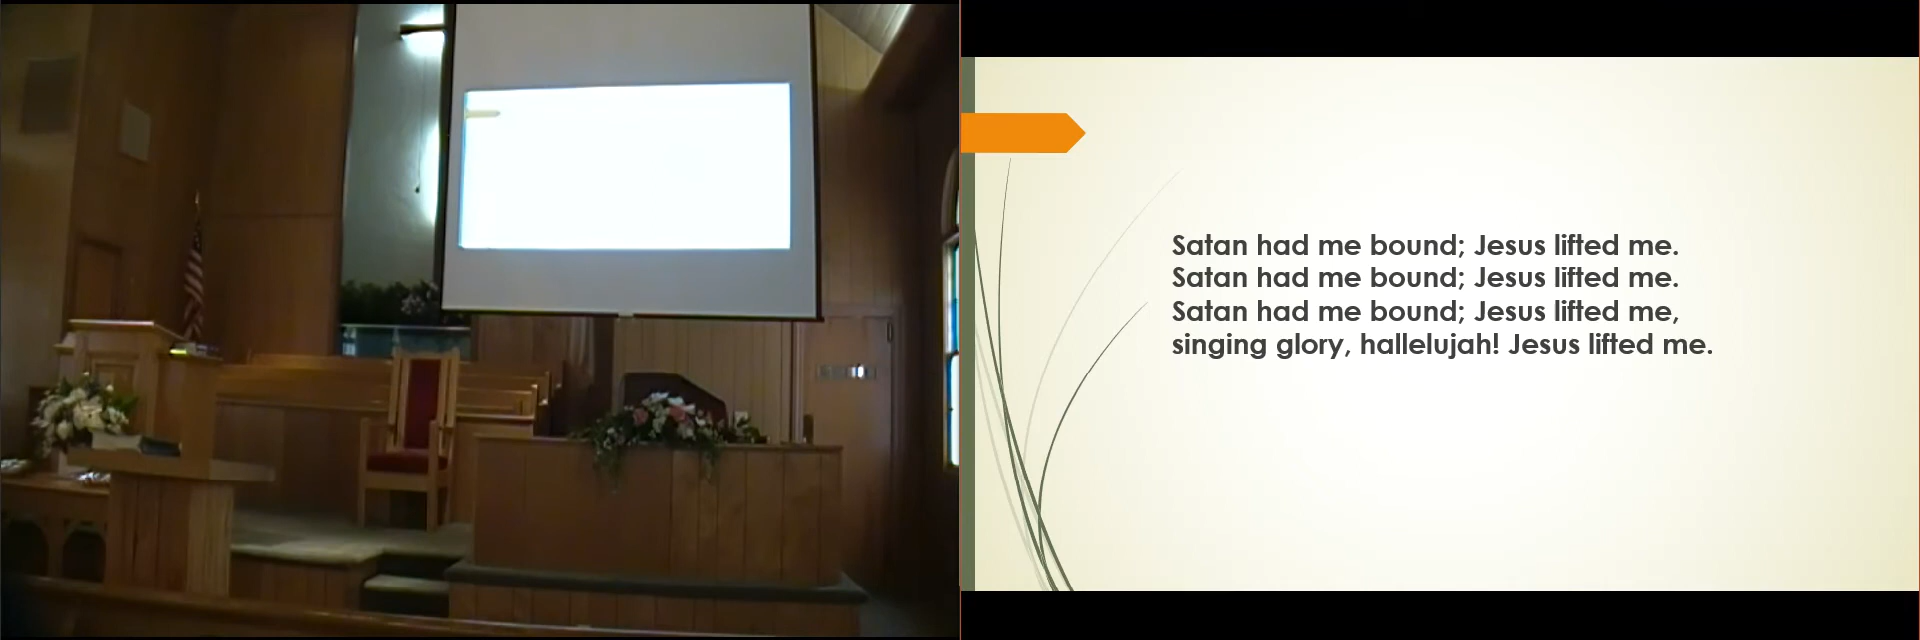 Satan had me bound; Jesus lifted me.
Satan had me bound; Jesus lifted me.
Satan had me bound; Jesus lifted me,
singing glory, hallelujah! Jesus lifted me.